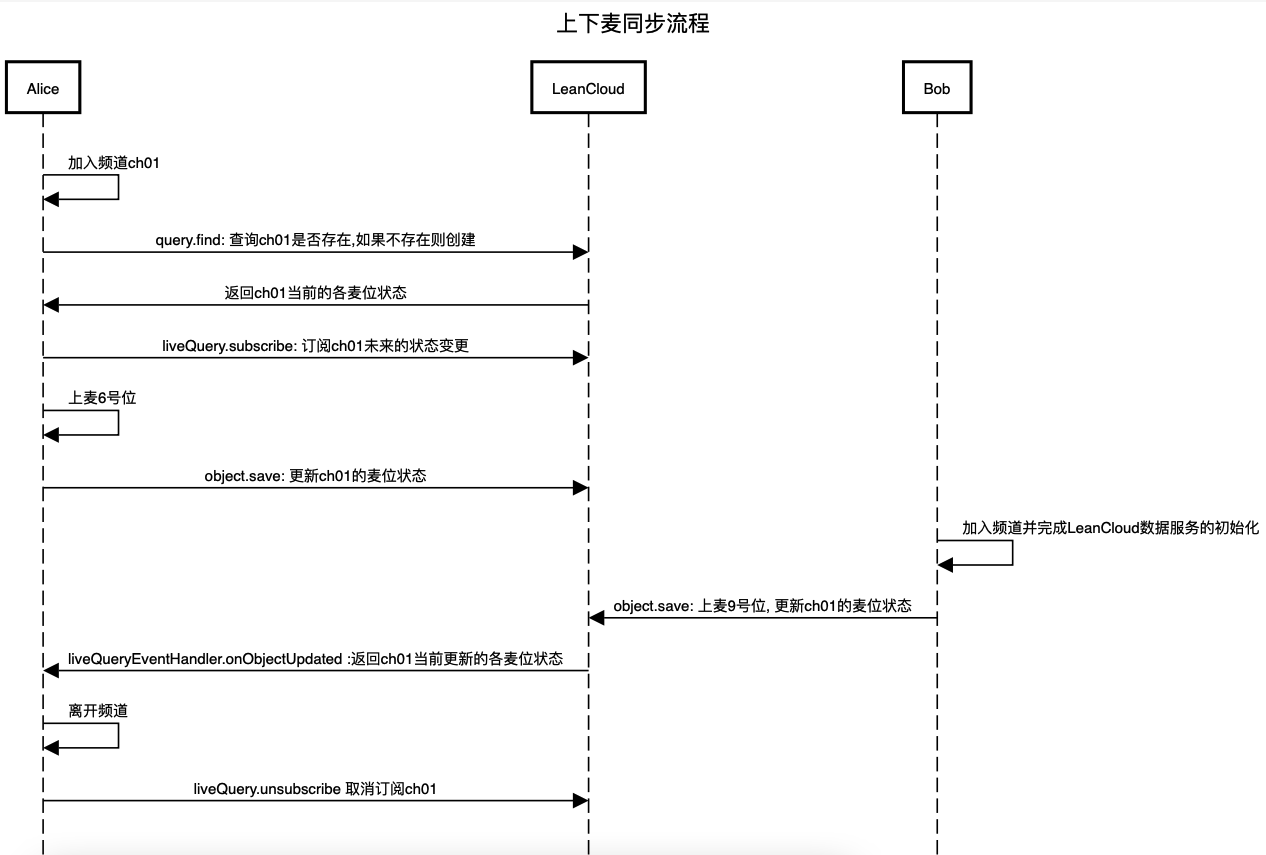 上下麦同步流程
Alice
LeanCloud
Bob
加入频道ch01
query.find: 查询ch01是否存在,如果不存在则创建
返回ch01当前的各麦位状态
liveQuery.subscribe: 订阅ch01未来的状态变更
上麦6号位
object.save: 更新ch01的麦位状态
加入频道并完成LeanCloud数据服务的初始化
object.save: 上麦9号位, 更新ch01的麦位状态
liveQueryEventHandler.onObjectUpdated :返回ch01当前更新的各麦位状态
离开频道
liveQuery.unsubscribe 取消订阅ch01